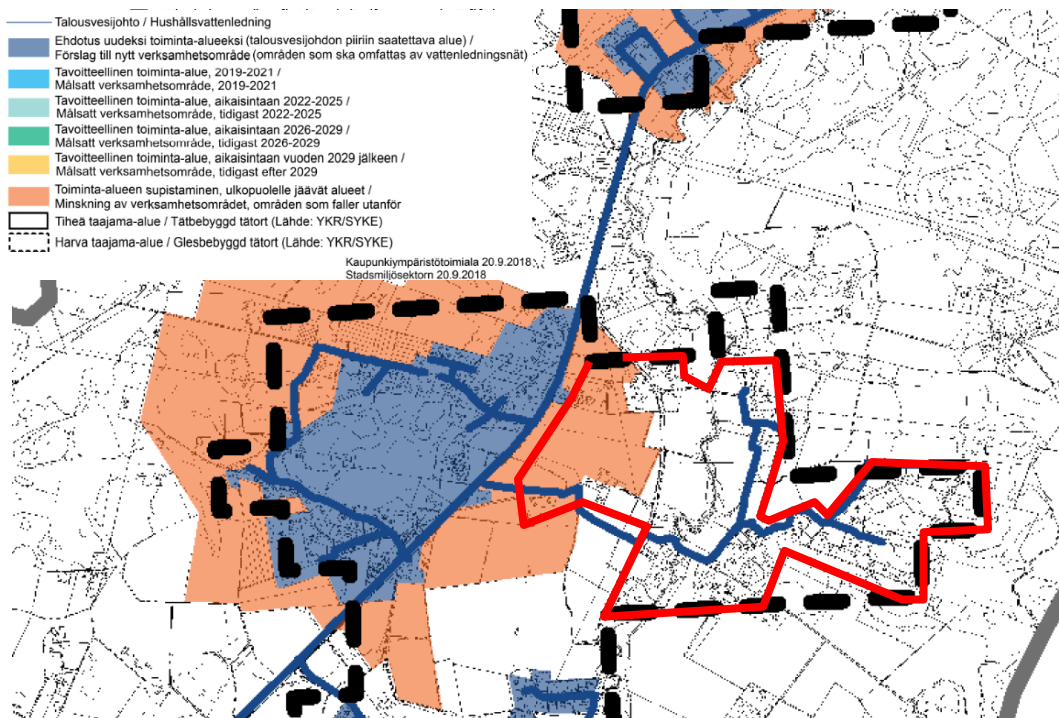 Talousvesijohto / Hushållsvattenledning
Ehdotus uudeksi toiminta-alueeksi (talousvesijohdon piiriin saatettava alue) /
Förslag till nytt verksamhetsområde (områden som ska omfattas av vattenledningsnät)
Tavoitteellinen toiminta-alue, 2019-2021 /
Målsatt verksamhetsområde, 2019-2021
Tavoitteellinen toiminta-alue, aikaisintaan 2022-2025 /
Målsatt verksamhetsområde, tidigast 2022-2025
Tavoitteellinen toiminta-alue, aikaisintaan 2026-2029 /
Målsatt verksamhetsområde, tidigast 2026-2029
Tavoitteellinen toiminta-alue, aikaisintaan vuoden 2029 jälkeen /
Målsatt verksamhetsområde, tidigast efter 2029
Toiminta-alueen supistaminen, ulkopuolelle jäävät alueet /
Minskning av verksamhetsområdet, områden som faller utanför
Tiheä taajama-alue / Tätbebyggd tätort (Lähde: YKR/SYKE)
Harva taajama-alue / Glesbebyggd tätort (Lähde: YKR/SYKE)
Kaupunkiympäristötoimiala 20.9.2018
Stadsmiljösektorn 20.9.2018